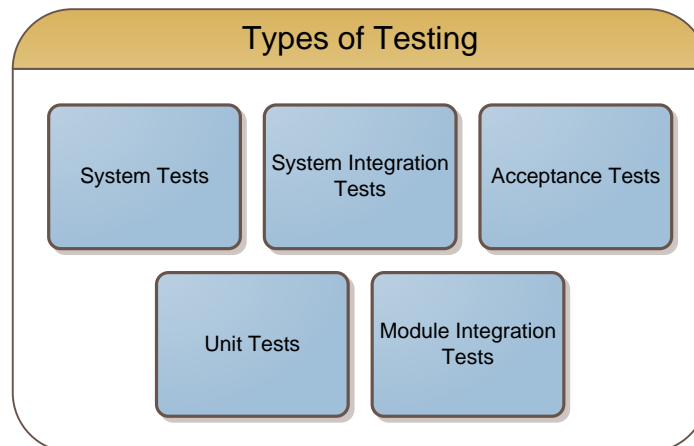 Types of Testing
System Tests
System Integration
Tests
Acceptance Tests
Unit Tests
Module Integration
Tests